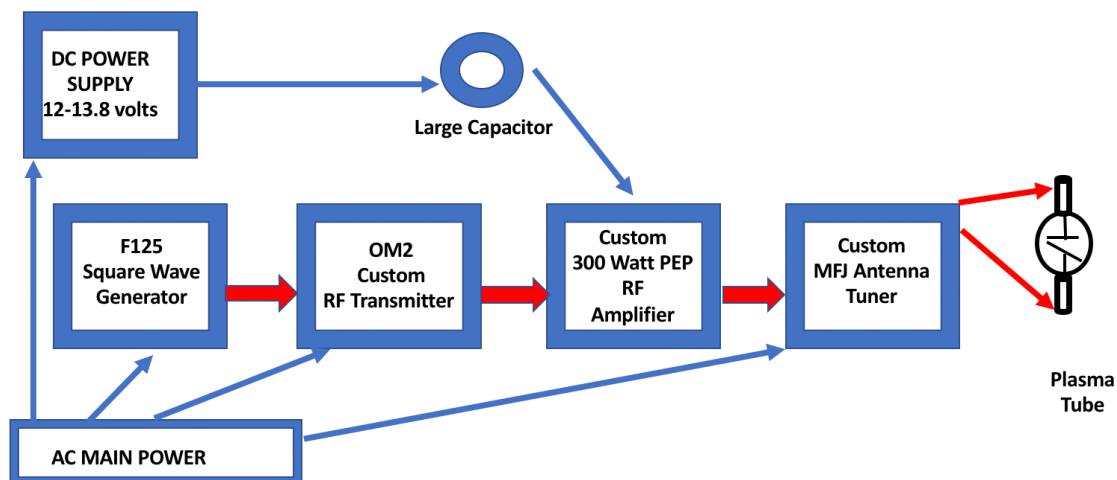 DC POWER
SUPPLY
12-13.8 volts
Large Capacitor
F125
Square Wave
Generator
OM2
Custom
RF Transmitter
Custom
300 Watt PEP
RF
Amplifier
Custom
MFJ Antenna
Tuner
Plasma
Tube
AC MAIN POWER